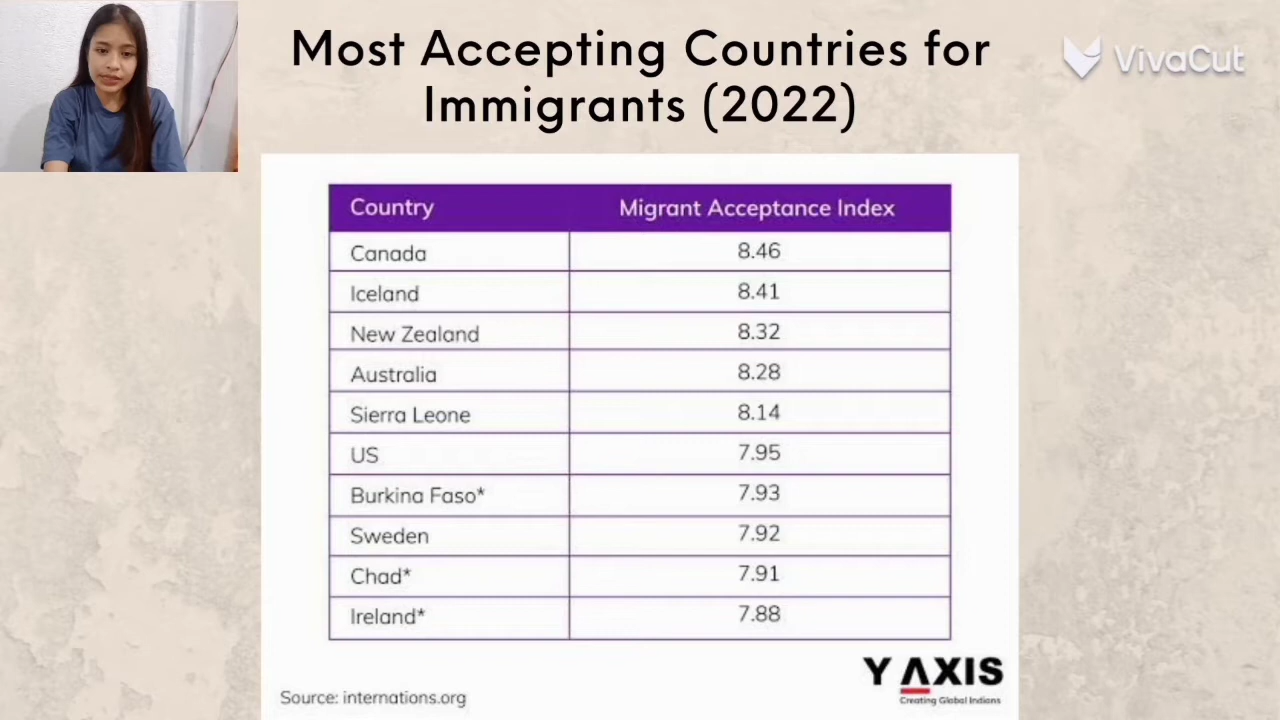 Most Accepting Countries for
Immigrants (2022)
VivaCut
Country Migrant Acceptance Index
Canada 8.46
Iceland 8.41
New Zealand 8.32
Australia 8.28
Sierra Leone 8.14
US 7.95
Burkina Faso* 7.93
Sweden 7.92
Chad* 7.91
Ireland* 7.88
Y AXIS
Creating Global Indians
Source: internations.org